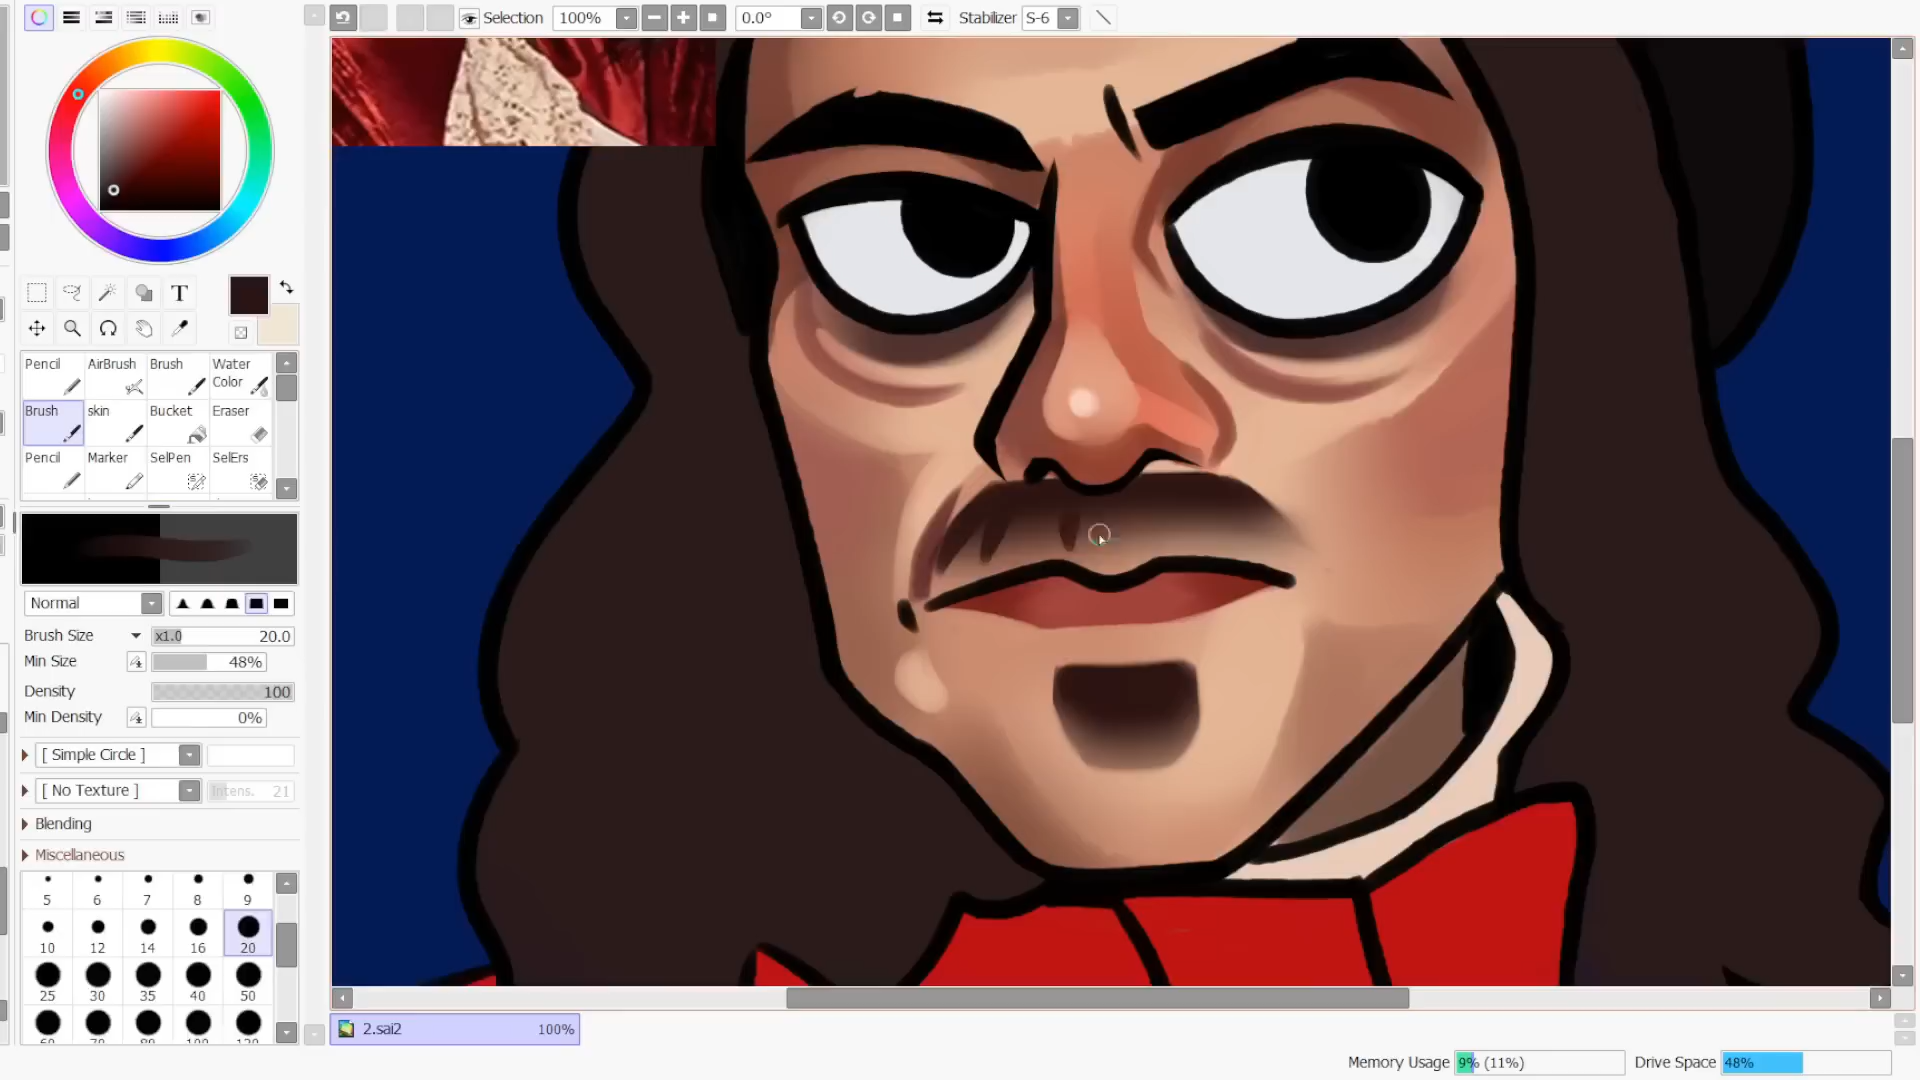 Selection 100% 0.0° Stabilizer S-6
T
Pencil AirBrush Brush Water Color
Brush skin Bucket Eraser
Pencil Marker SelPen SelErs
Normal
Brush Size x1.0 20.0
Min Size 48%
Density 100
Min Density 0%
[ Simple Circle ]
[ No Texture ] Intens. 21
Blending
Miscellaneous
5 6 7 8 9
10 12 14 16 20
25 30 35 40 50
2.sai2 100%
Memory Usage 9% (11%) Drive Space 48%